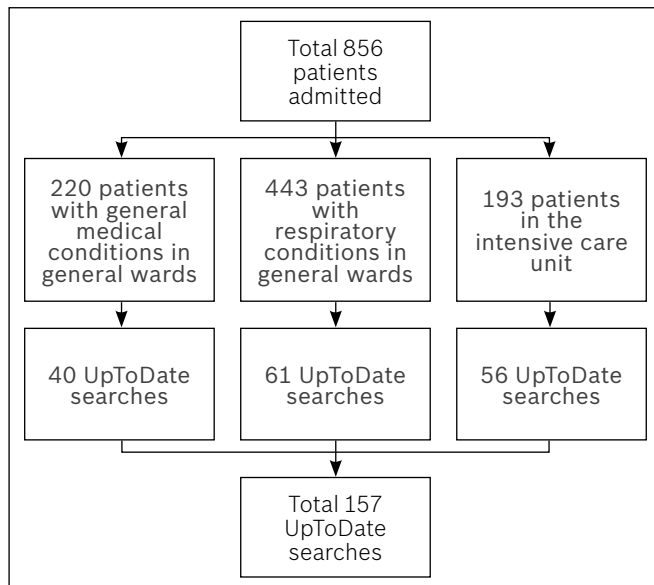 Total 856
patients
admitted
220 patients
with general
medical
conditions in
general wards
443 patients
with
respiratory
conditions in
general wards
193 patients
in the
intensive care
unit
40 UpToDate
searches
61 UpToDate
searches
56 UpToDate
searches
Total 157
UpToDate
searches